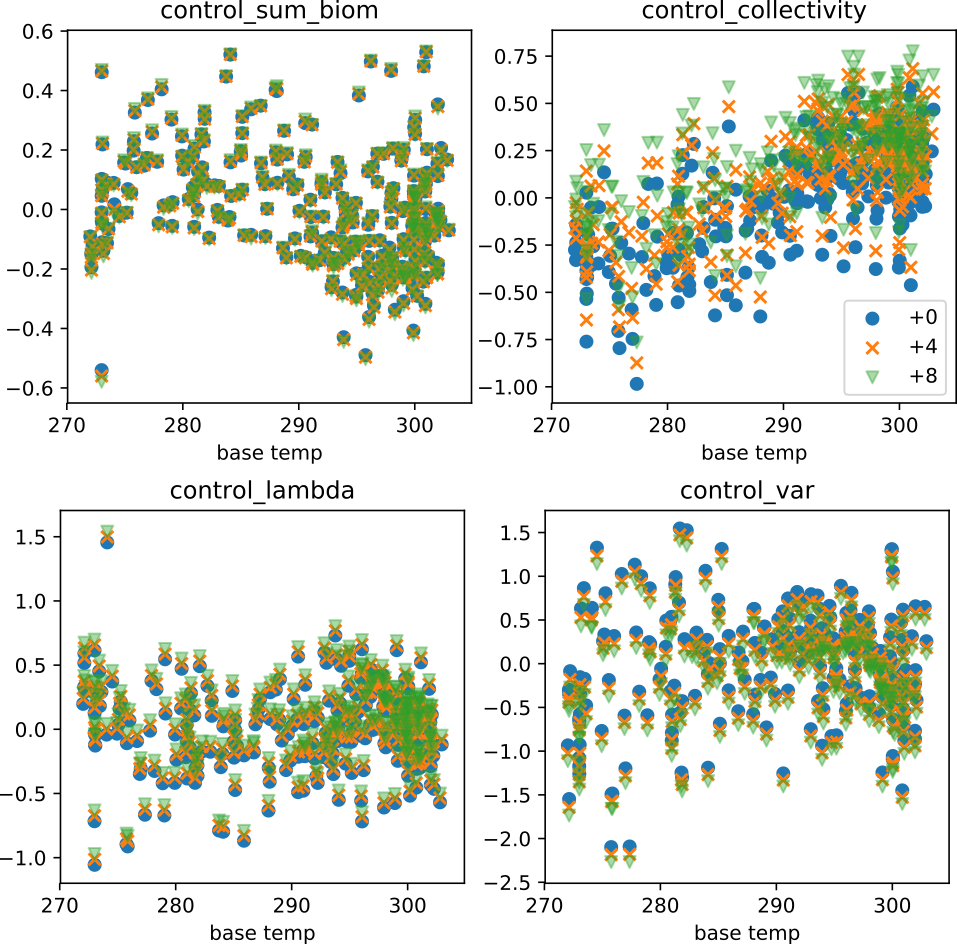 control_sum_biom
0.6
0.4
0.2
0.0
−0.2
−0.4
−0.6
270 280 290 300
base temp
control_collectivity
0.75
0.50
0.25
0.00
−0.25
−0.50
−0.75
−1.00
+0
+4
+8
270 280 290 300
base temp
control_lambda
1.5
1.0
0.5
0.0
−0.5
−1.0
270 280 290 300
base temp
control_var
1.5
1.0
0.5
0.0
−0.5
−1.0
−1.5
−2.0
−2.5
270 280 290 300
base temp